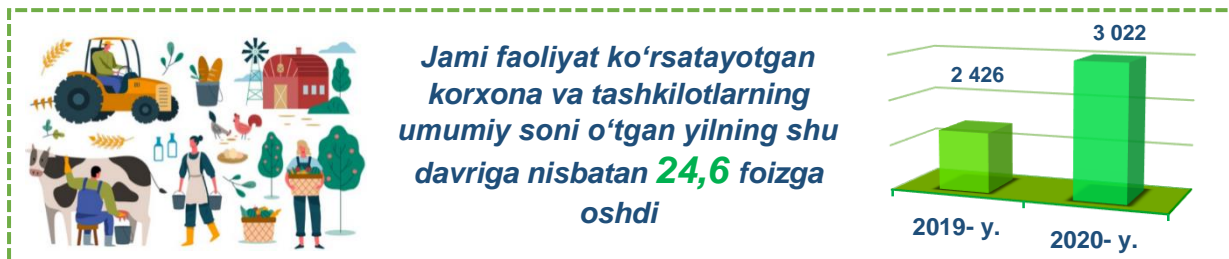 Jami faoliyat ko‘rsatayotgan
korxona va tashkilotlarning
umumiy soni o‘tgan yilning shu
davriga nisbatan 24,6 foizga
oshdi
2 426
3 022
2019- y.
2020- y.